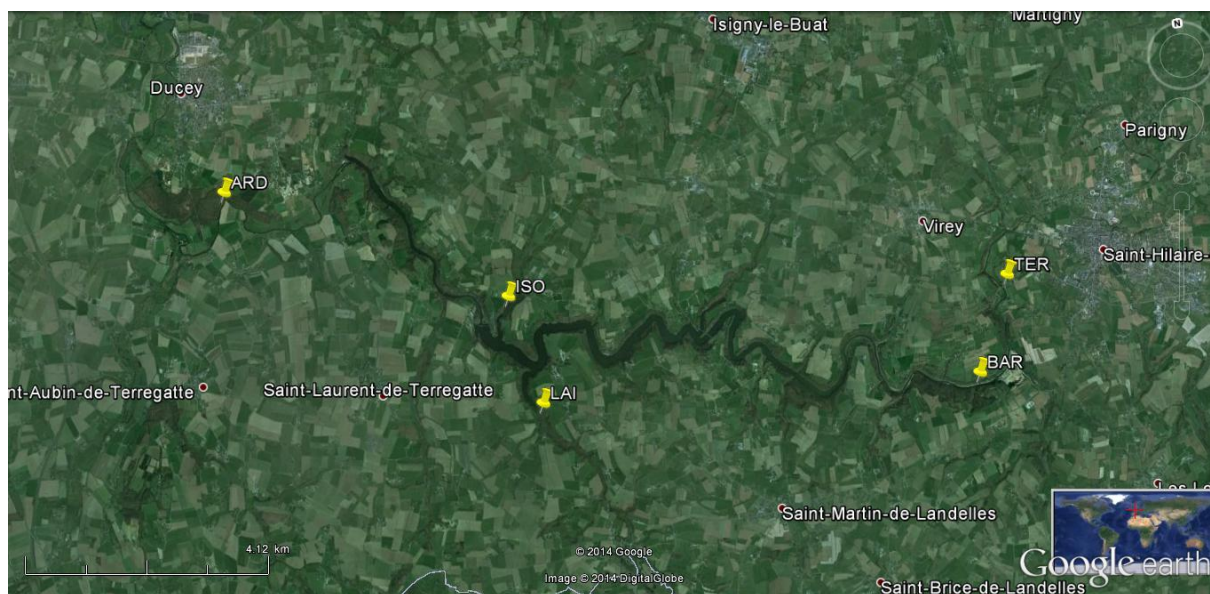 Isigny-le-Buat
Martigny
N
Ducey
Parigny
ARD
Virey
Saint-Hilaire-
TER
ISO
BAR
nt-Aubin-de-Terregatte
Saint-Laurent-de-Terregatte
LAI
Saint-Martin-de-Landelles
4.12 km
© 2014 Google
Image © 2014 DigitalGlobe
Google earth
Saint-Brice-de-Landelles